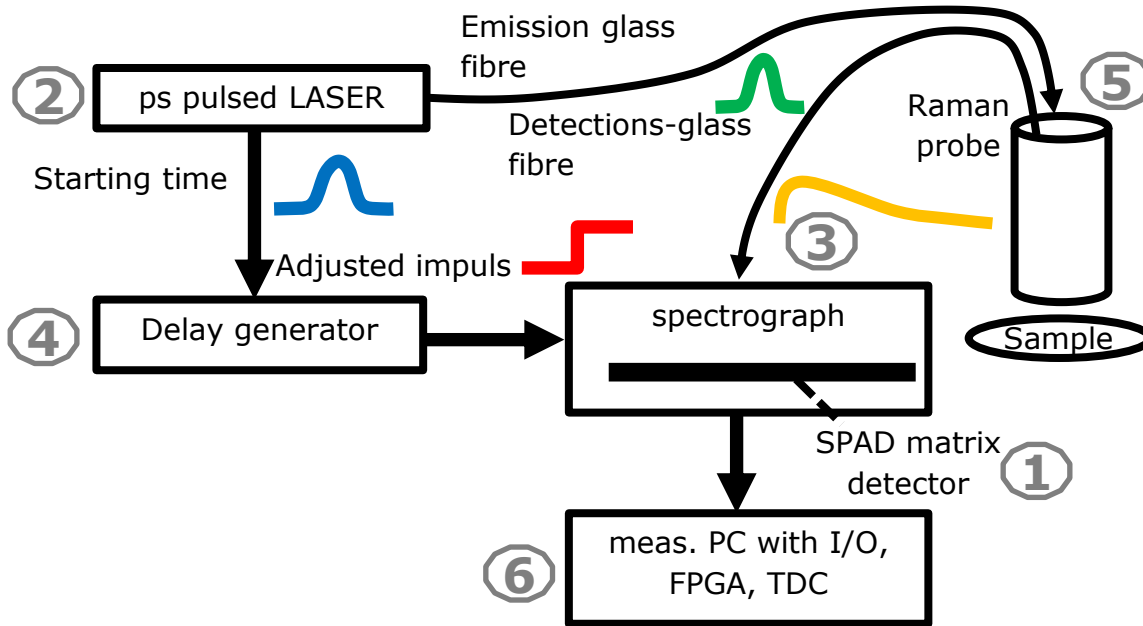 Emission glass
fibre
2
ps pulsed LASER
5
Detections-glass
fibre
Raman
probe
Starting time
3
Adjusted impuls
4
Delay generator
spectrograph
Sample
SPAD matrix
detector
1
6
meas. PC with I/O,
FPGA, TDC